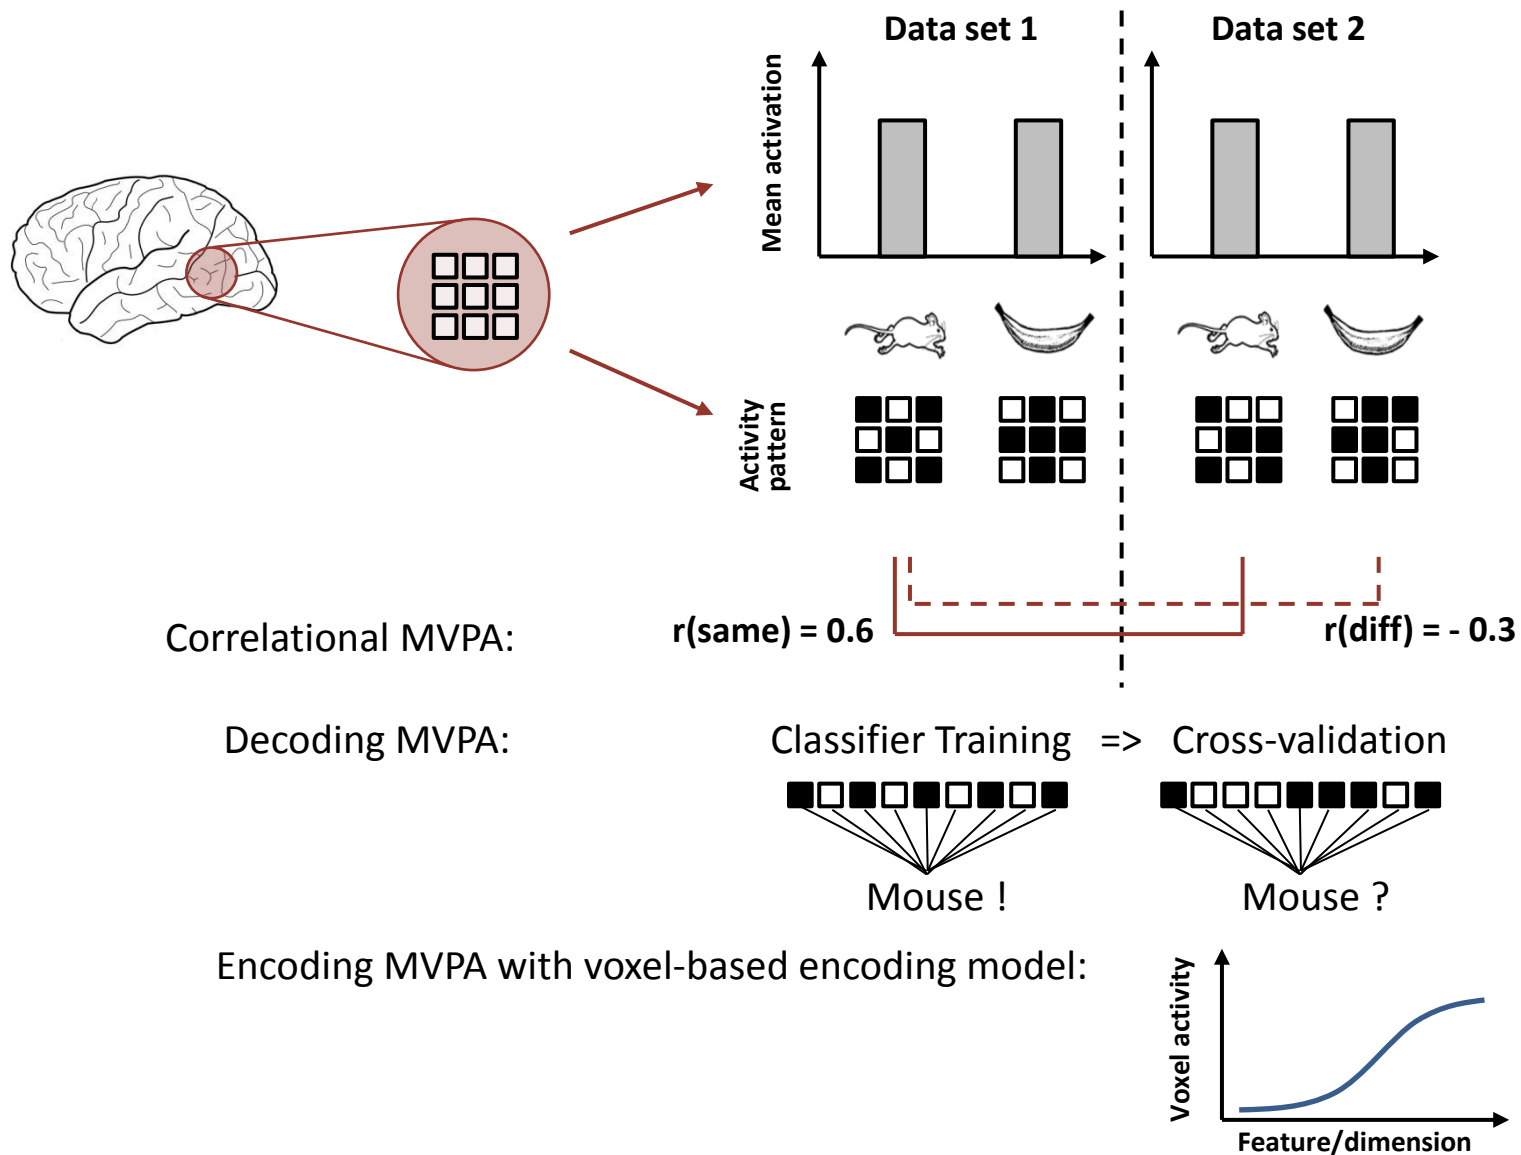 Data set 1
Data set 2
Mean activation
Activity
pattern
Correlational MVPA:
r(same) = 0.6
r(diff) = - 0.3
Decoding MVPA:
Classifier Training => Cross-validation
Mouse !
Mouse ?
Encoding MVPA with voxel-based encoding model:
Voxel activity
Feature/dimension